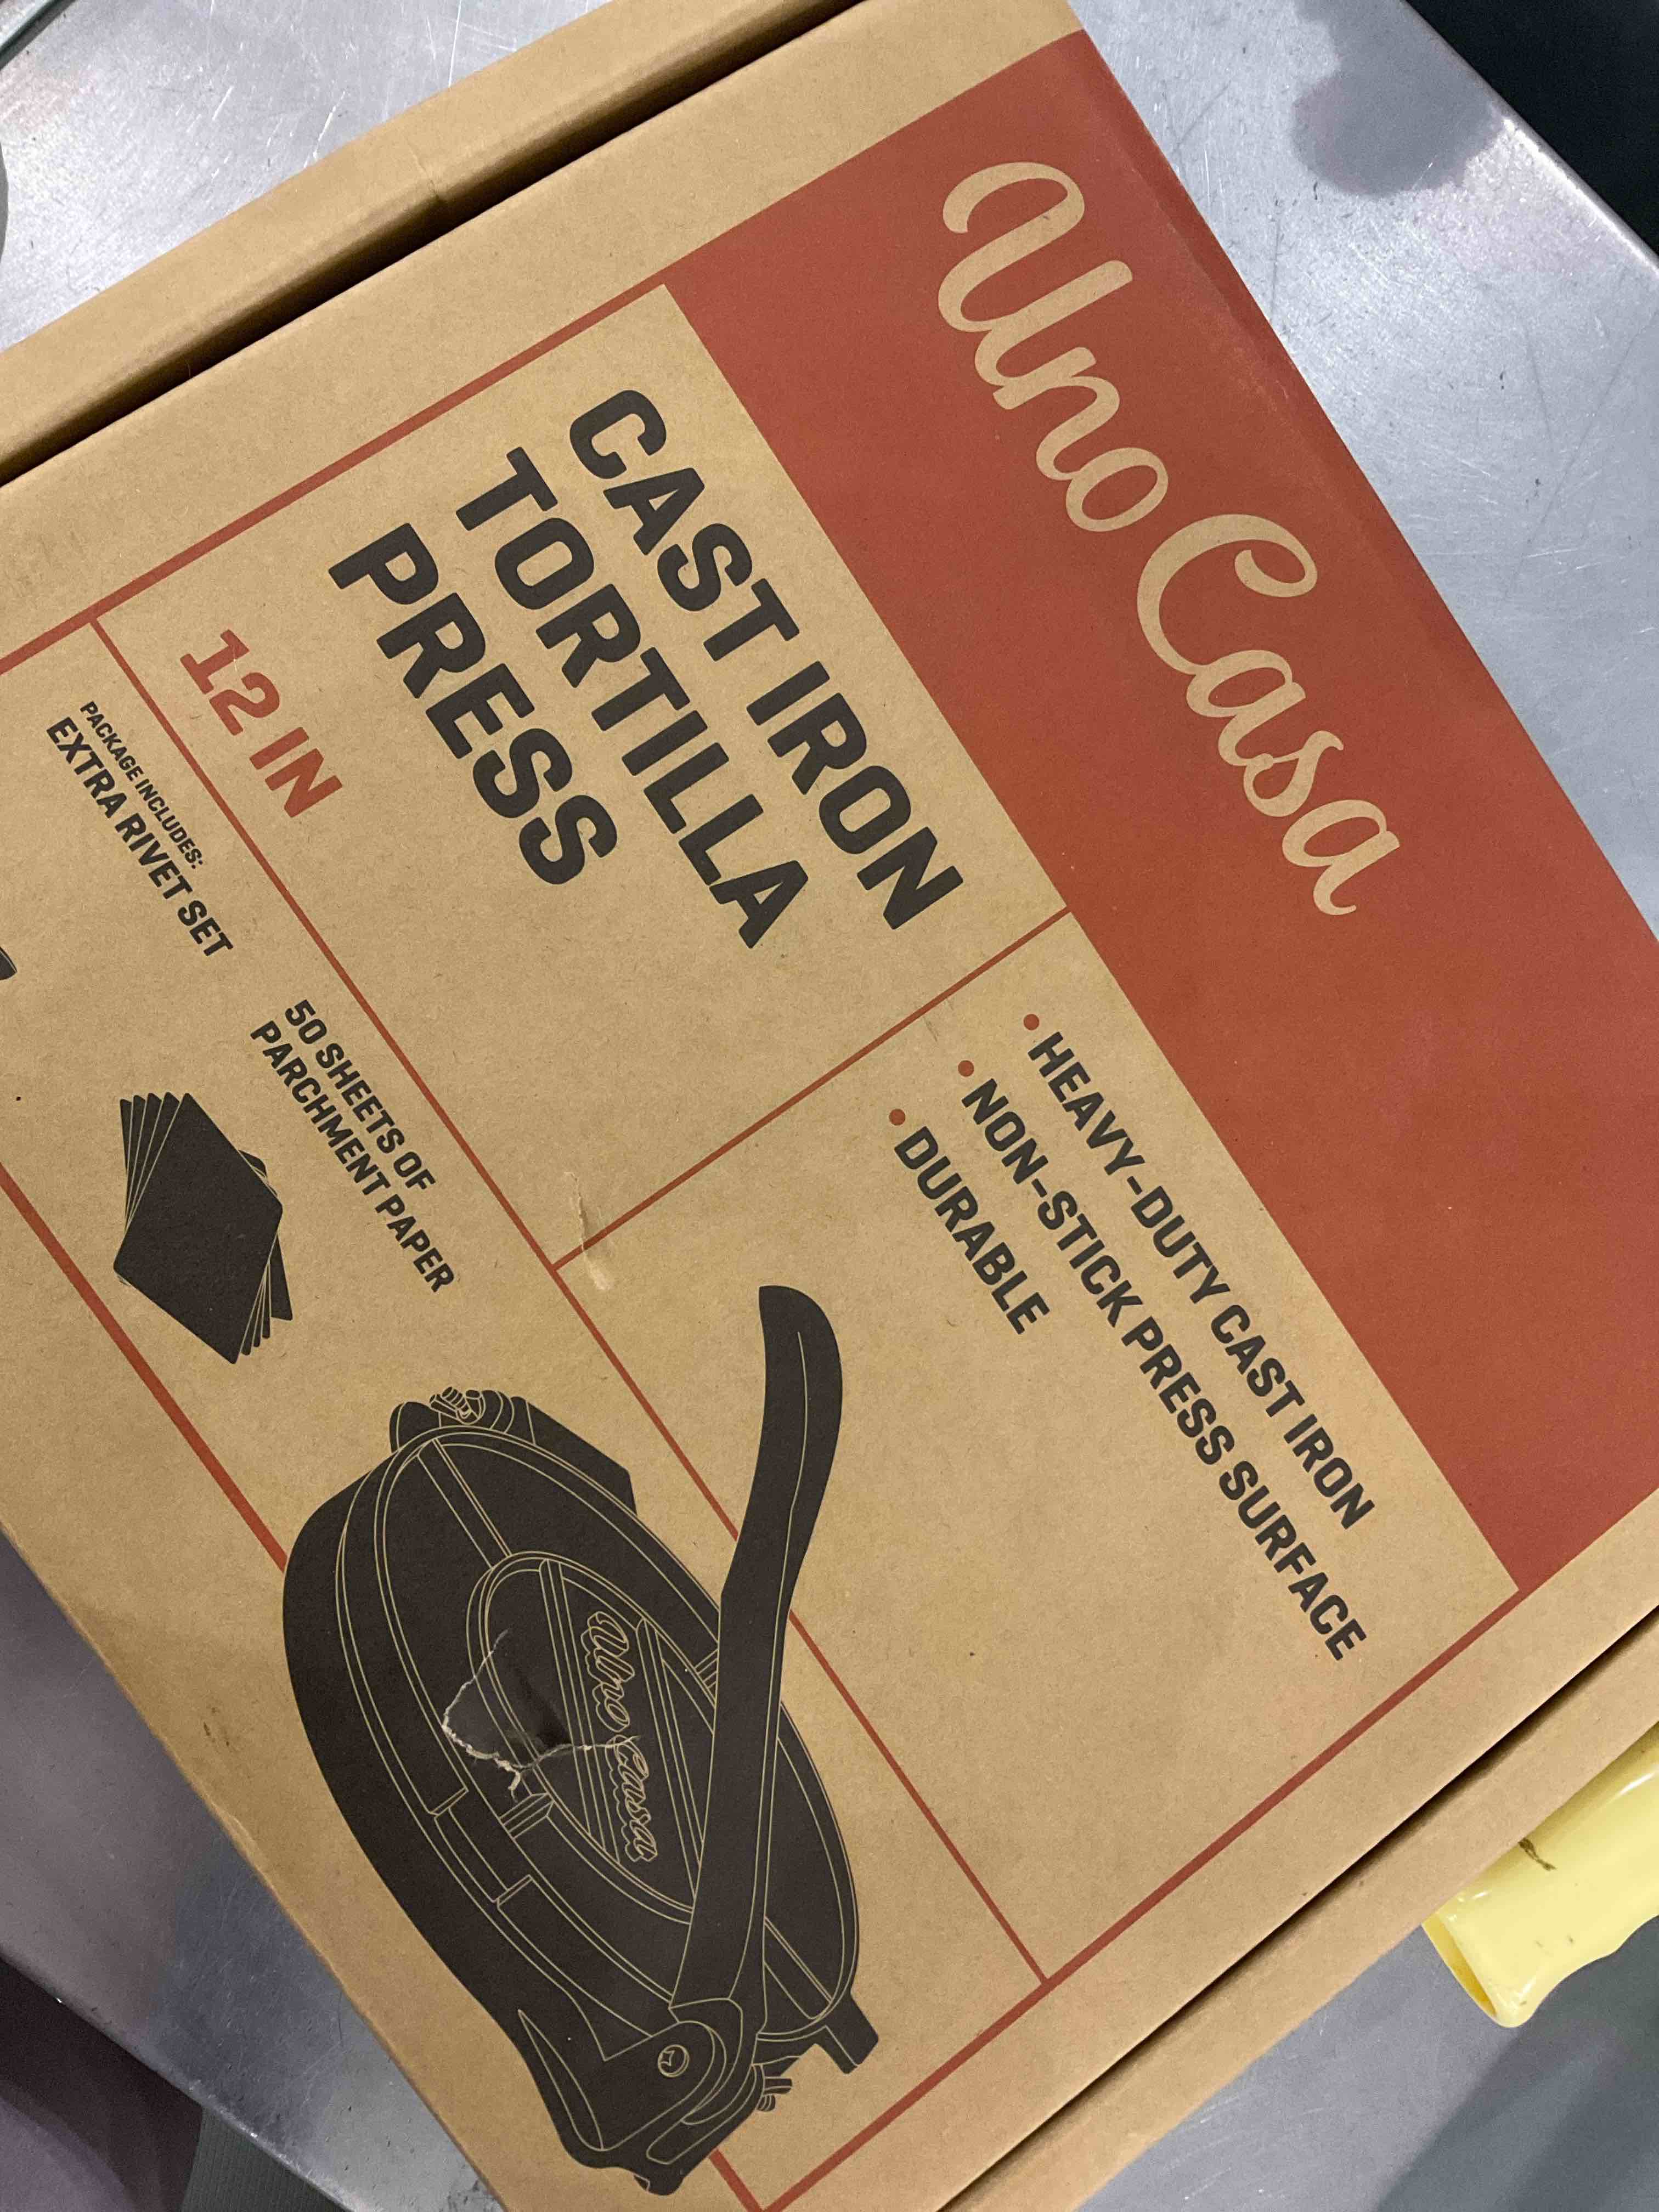 Uno Casa
CAST IRON
TORTILLA
PRESS
• HEAVY-DUTY CAST IRON
• NON-STICK PRESS SURFACE
• DURABLE
12 IN
PACKAGE INCLUDES:
EXTRA RIVET SET
50 SHEETS OF
PARCHMENT PAPER
Uno Casa